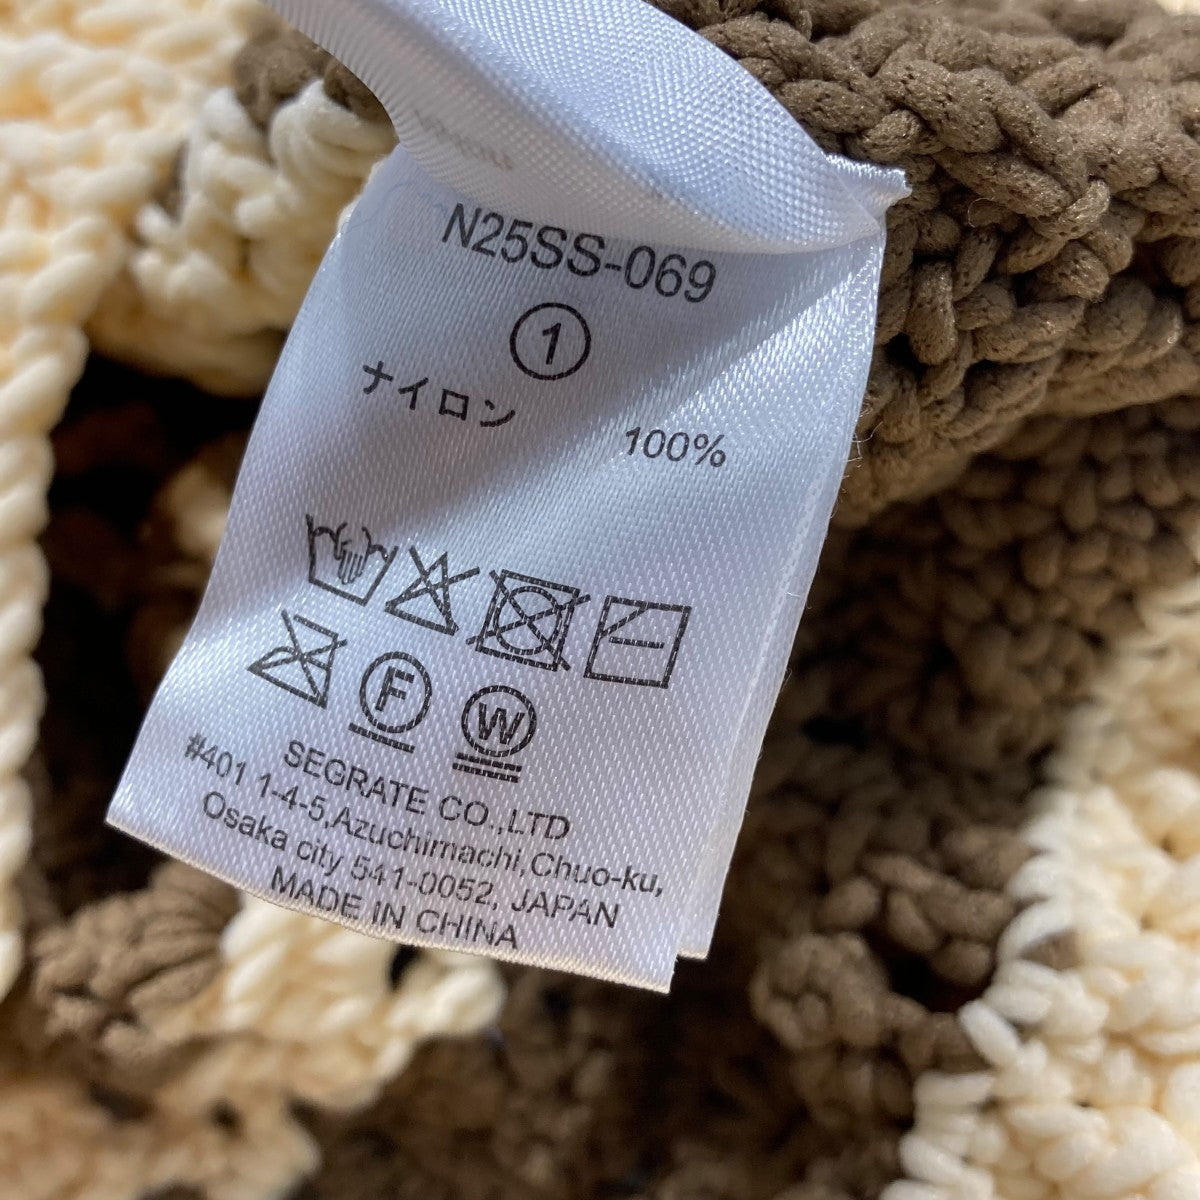 N25SS-069
①
ナイロン 100%
F W
SEGRATE CO.,LTD
#401 1-4-5,Azuchimachi,Chuo-ku,
Osaka city 541-0052, JAPAN
MADE IN CHINA